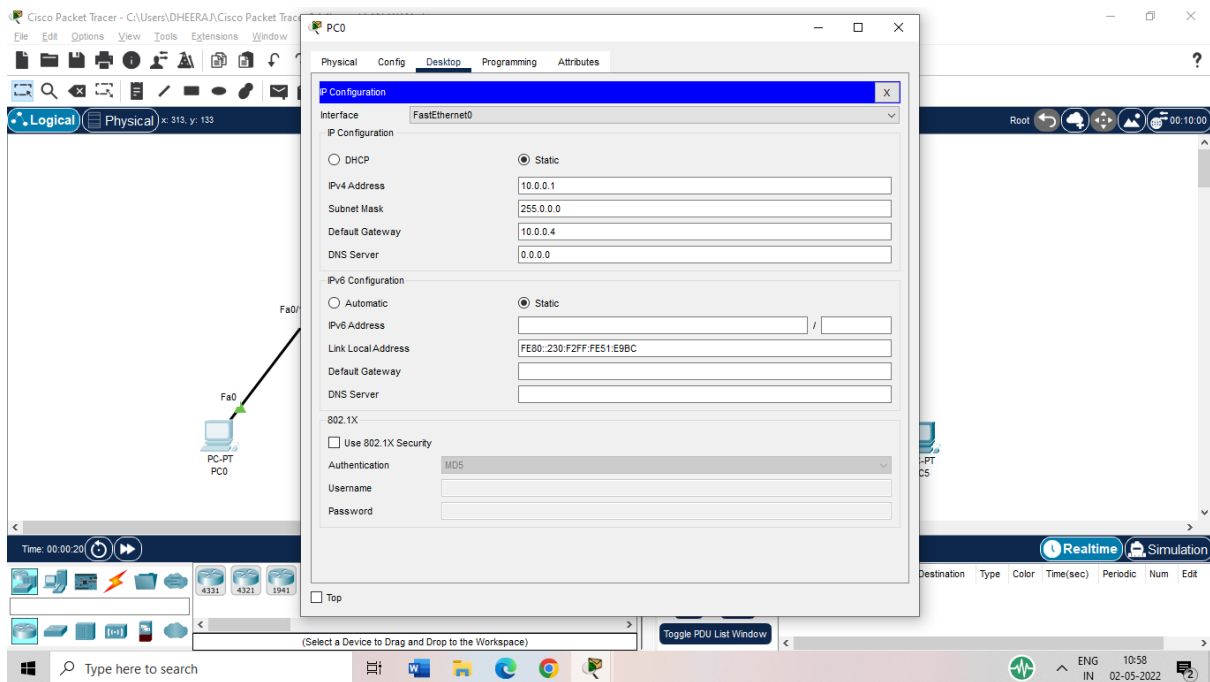 Cisco Packet Tracer - C:\Users\DHEERAJ\Cisco Packet Trace
File Edit Options View Tools Extensions Window
?
Logical Physical x: 313, y: 133
Root 00:10:00
PC0
Physical Config Desktop Programming Attributes
IP Configuration X
Interface FastEthernet0
IP Configuration
DHCP Static
IPv4 Address 10.0.0.1
Subnet Mask 255.0.0.0
Default Gateway 10.0.0.4
DNS Server 0.0.0.0
IPv6 Configuration
Automatic Static
IPv6 Address /
Link Local Address FE80::230:F2FF:FE51:E9BC
Default Gateway
DNS Server
802.1X
Use 802.1X Security
Authentication MD5
Username
Password
Top
Fa0/
Fa0
PC-PT
PC0
-PT
C5
Time: 00:00:20
Realtime Simulation
4331 4321 1941
(Select a Device to Drag and Drop to the Workspace)
Toggle PDU List Window
Destination Type Color Time(sec) Periodic Num Edit
Type here to search
ENG
IN
10:58
02-05-2022
2